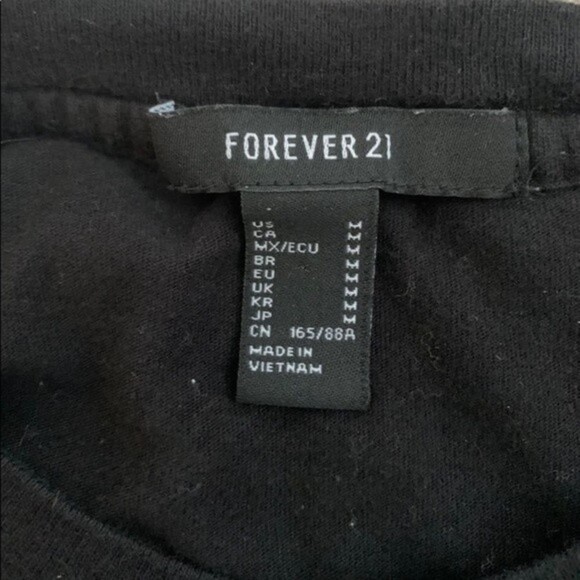 FOREVER 21
US M
CA M
MX/ECU M
BR M
EU M
UK M
KR M
JP M
CN 165/88A
MADE IN
VIETNAM